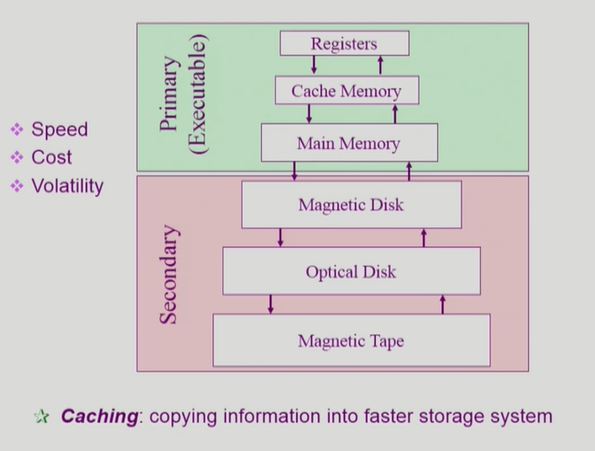 Primary
(Executable)
Registers
Cache Memory
Main Memory
❖ Speed
❖ Cost
❖ Volatility
Secondary
Magnetic Disk
Optical Disk
Magnetic Tape
☆ Caching: copying information into faster storage system